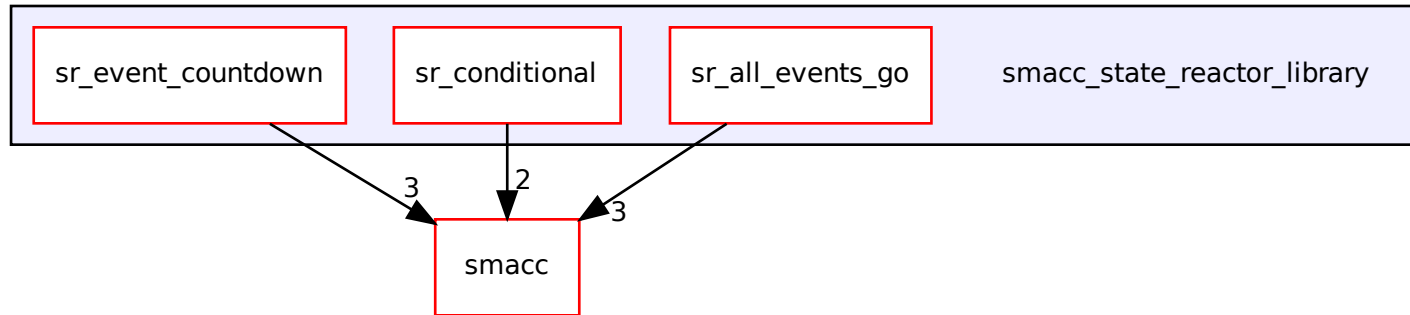 sr_event_countdown
sr_conditional
sr_all_events_go
smacc_state_reactor_library
3
2
3
smacc